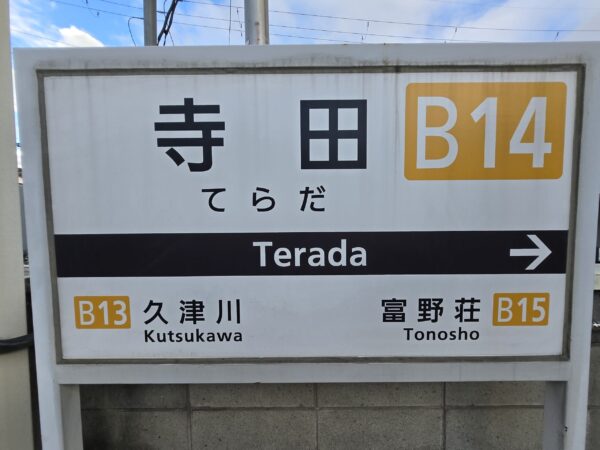 寺田 B14
てらだ
Terada →
B13 久津川 富野荘 B15
Kutsukawa Tonosho